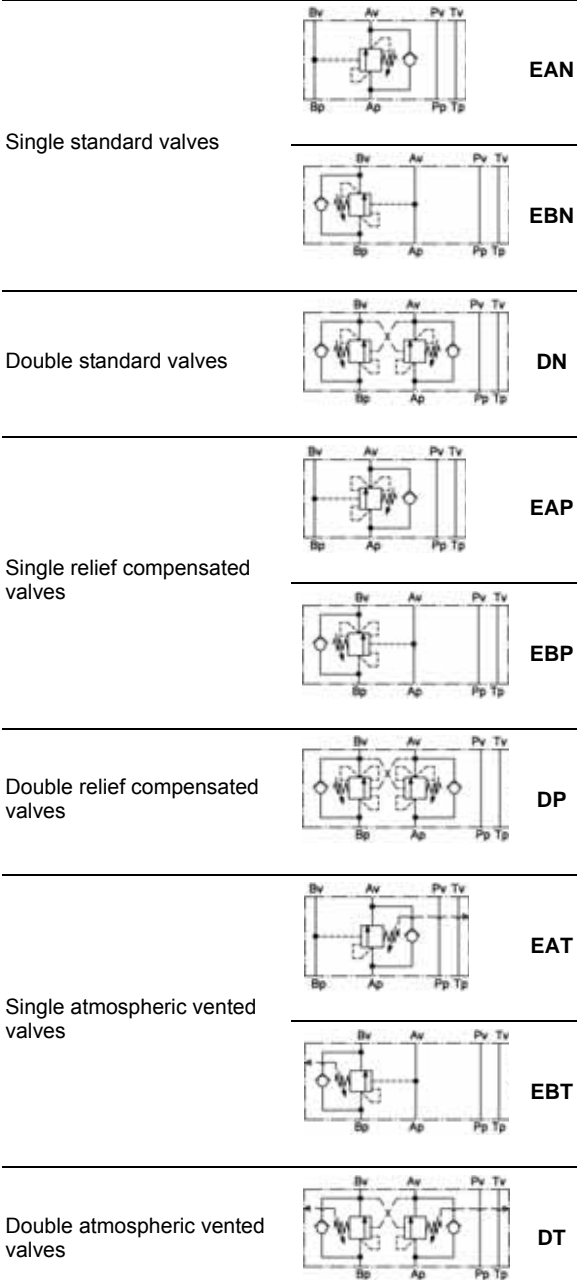 Bv Av Pv Tv
EAN
Bp Ap Pp Tp
Single standard valves
Bv Av Pv Tv
EBN
Bp Ap Pp Tp
Bv Av Pv Tv
Double standard valves
DN
Bp Ap Pp Tp
Bv Av Pv Tv
EAP
Bp Ap Pp Tp
Single relief compensated
valves
Bv Av Pv Tv
EBP
Bp Ap Pp Tp
Bv Av Pv Tv
Double relief compensated
valves
DP
Bp Ap Pp Tp
Bv Av Pv Tv
EAT
Bp Ap Pp Tp
Single atmospheric vented
valves
Bv Av Pv Tv
EBT
Bp Ap Pp Tp
Bv Av Pv Tv
Double atmospheric vented
valves
DT
Bp Ap Pp Tp